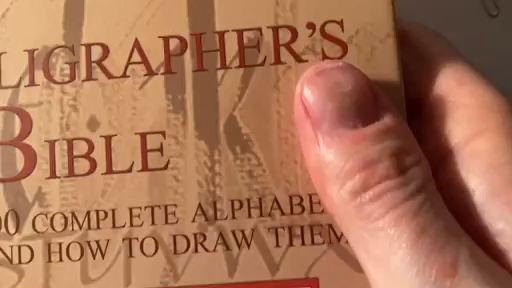 LIGRAPHER'S
BIBLE
00 COMPLETE ALPHABE
ND HOW TO DRAW THEM